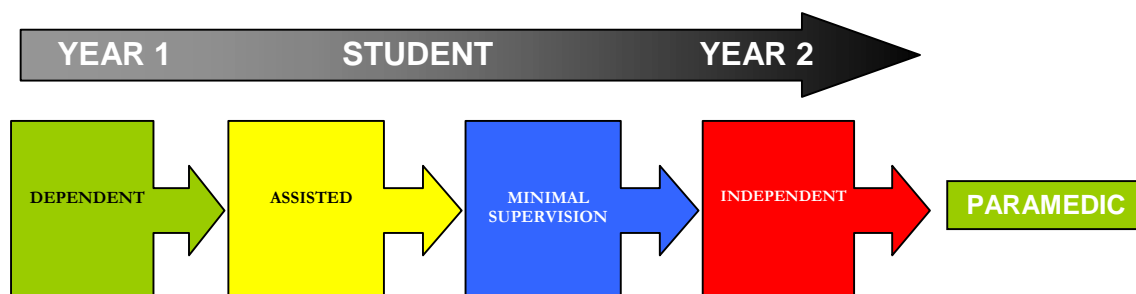 YEAR 1 STUDENT YEAR 2
DEPENDENT
ASSISTED
MINIMAL
SUPERVISION
INDEPENDENT
PARAMEDIC